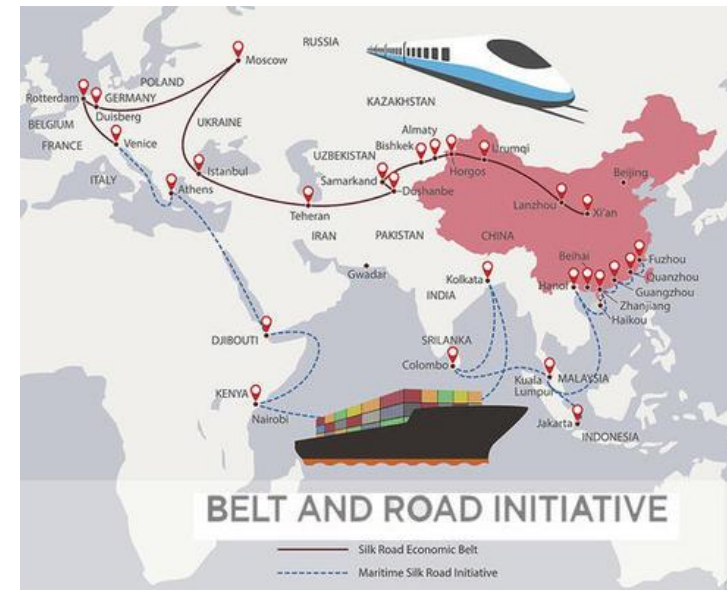 RUSSIA
Moscow
POLAND
GERMANY
Rotterdam
Duisberg
BELGIUM
FRANCE
Venice
UKRAINE
ITALY
Athens
Istanbul
KAZAKHSTAN
Almaty
Bishkek
UZBEKISTAN
Samarkand
Dushanbe
Horgos
Urumqi
Beijing
Lanzhou
Xi'an
Teheran
IRAN
PAKISTAN
CHINA
Gwadar
Kolkata
INDIA
Beihai
Hanoi
Fuzhou
Quanzhou
Guangzhou
Zhanjiang
Haikou
DJIBOUTI
SRILANKA
Colombo
Kuala
Lumpur
MALAYSIA
KENYA
Nairobi
Jakarta
INDONESIA
BELT AND ROAD INITIATIVE
Silk Road Economic Belt
Maritime Silk Road Initiative